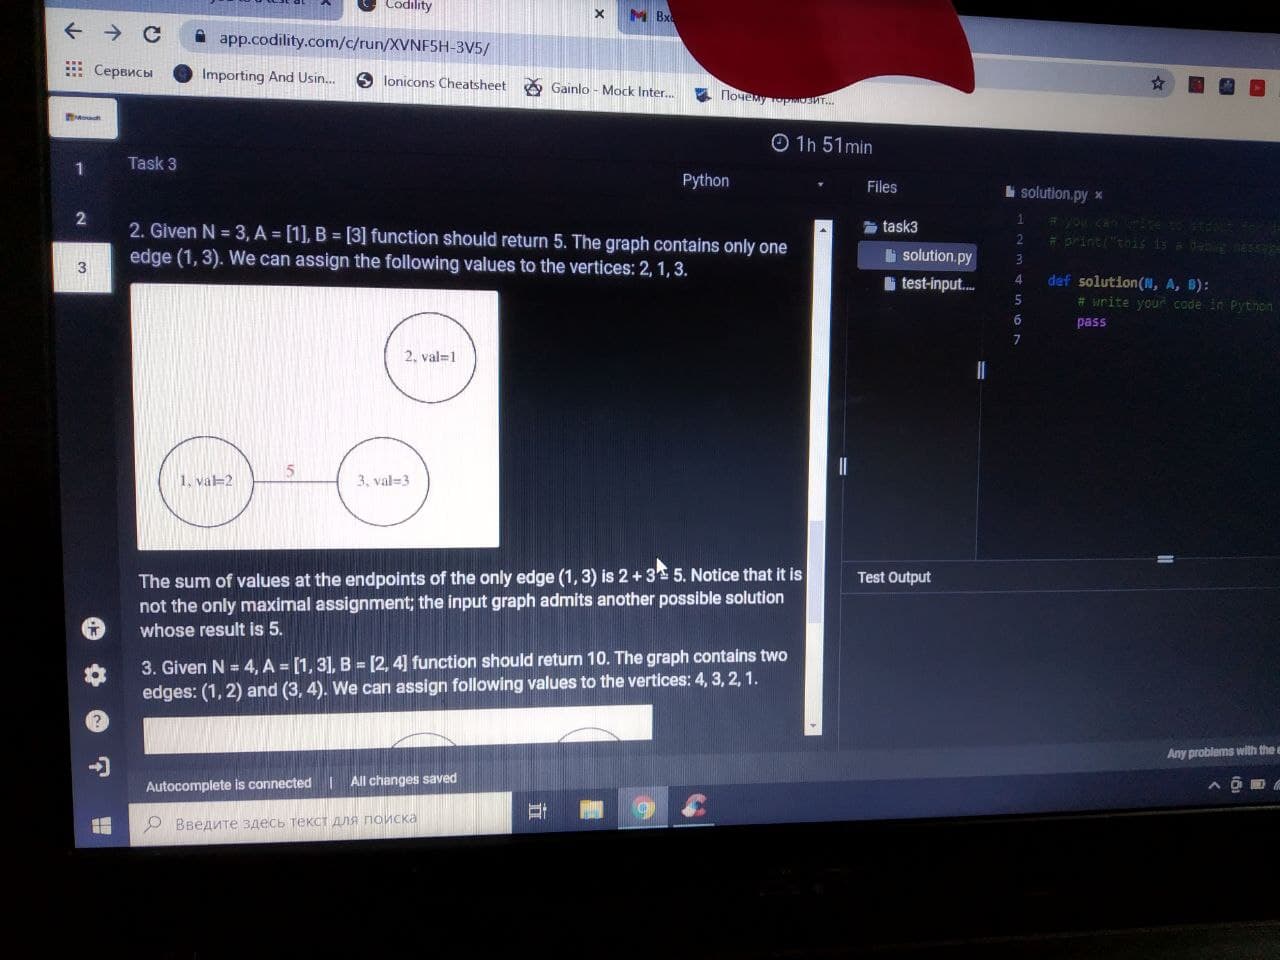 Codility
app.codility.com/c/run/XVNF5H-3V5/
Сервисы
Importing And Usin...
Ionicons Cheatsheet
Gainlo - Mock Inter...
Почему тормозит...
Microsoft
1h 51min
1
2
3
Task 3
Python
Files
task3
solution.py
test-input....
solution.py x
2. Given N = 3, A = [1], B = [3] function should return 5. The graph contains only one
edge (1, 3). We can assign the following values to the vertices: 2, 1, 3.
2, val=1
1, val=2
5
3, val=3
The sum of values at the endpoints of the only edge (1, 3) is 2 + 3 = 5. Notice that it is
not the only maximal assignment; the input graph admits another possible solution
whose result is 5.
3. Given N = 4, A = [1, 3], B = [2, 4] function should return 10. The graph contains two
edges: (1, 2) and (3, 4). We can assign following values to the vertices: 4, 3, 2, 1.
1 # you can write to
2 # print("this is a debug message
3
4 def solution(N, A, B):
5 # write your code in Python
6 pass
7
Test Output
Any problems with the
Autocomplete is connected | All changes saved
Введите здесь текст для поиска